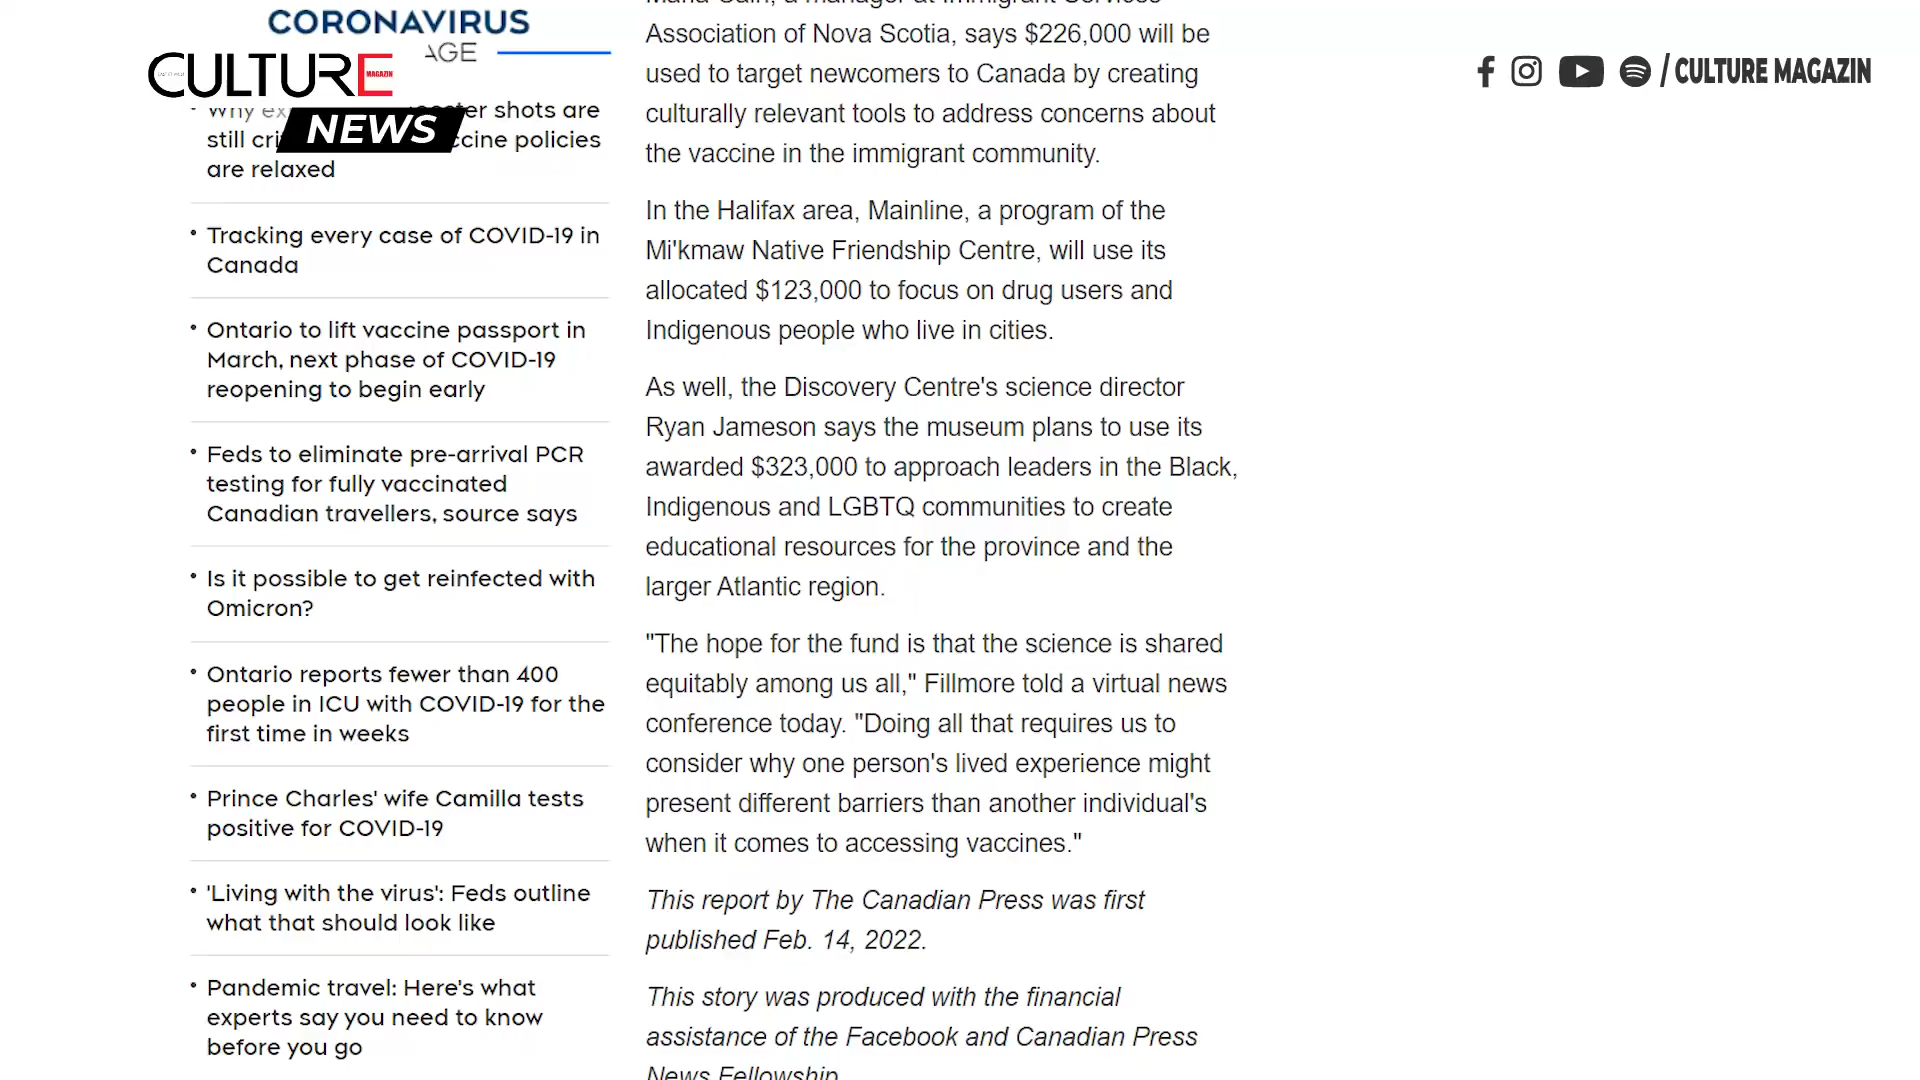 CORONAVIRUS
AGE
CULTURE
MAGAZIN
NEWS
Why ex er shots are
still cri ccine policies
are relaxed
• Tracking every case of COVID-19 in
Canada
• Ontario to lift vaccine passport in
March, next phase of COVID-19
reopening to begin early
• Feds to eliminate pre-arrival PCR
testing for fully vaccinated
Canadian travellers, source says
• Is it possible to get reinfected with
Omicron?
• Ontario reports fewer than 400
people in ICU with COVID-19 for the
first time in weeks
• Prince Charles' wife Camilla tests
positive for COVID-19
• 'Living with the virus': Feds outline
what that should look like
• Pandemic travel: Here's what
experts say you need to know
before you go
Association of Nova Scotia, says $226,000 will be
used to target newcomers to Canada by creating
culturally relevant tools to address concerns about
the vaccine in the immigrant community.
In the Halifax area, Mainline, a program of the
Mi'kmaw Native Friendship Centre, will use its
allocated $123,000 to focus on drug users and
Indigenous people who live in cities.
As well, the Discovery Centre's science director
Ryan Jameson says the museum plans to use its
awarded $323,000 to approach leaders in the Black,
Indigenous and LGBTQ communities to create
educational resources for the province and the
larger Atlantic region.
"The hope for the fund is that the science is shared
equitably among us all," Fillmore told a virtual news
conference today. "Doing all that requires us to
consider why one person's lived experience might
present different barriers than another individual's
when it comes to accessing vaccines."
This report by The Canadian Press was first
published Feb. 14, 2022.
This story was produced with the financial
assistance of the Facebook and Canadian Press
News Fellowship.
/ CULTURE MAGAZIN